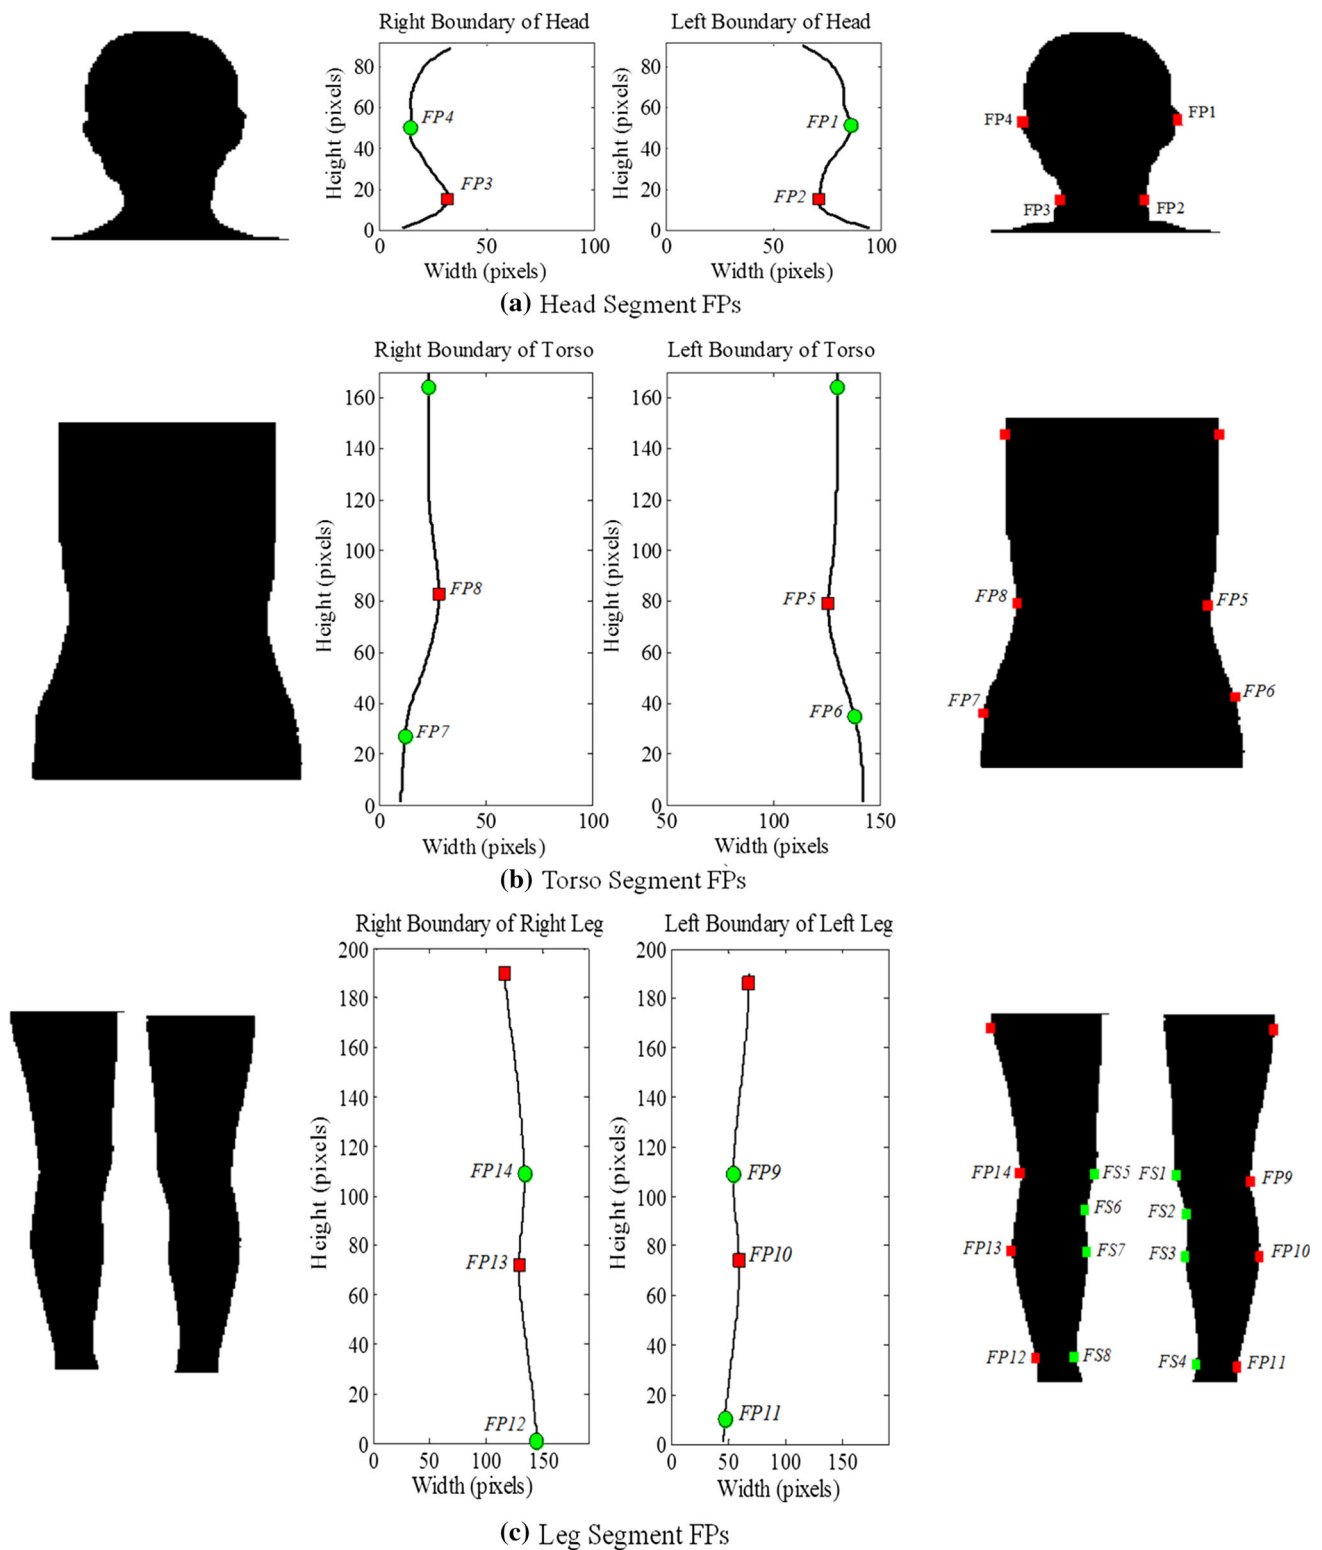 Right Boundary of Head
Left Boundary of Head
Height (pixels)
80
60
40
20
0
0 50 100
Width (pixels)
FP4
FP3
Height (pixels)
80
60
40
20
0
0 50 100
Width (pixels)
FP1
FP2
FP4
FP1
FP3
FP2
(a) Head Segment FPs
Right Boundary of Torso
Left Boundary of Torso
Height (pixels)
160
140
120
100
80
60
40
20
0
0 50 100
Width (pixels)
FP8
FP7
Height (pixels)
160
140
120
100
80
60
40
20
0
50 100 150
Width (pixels
FP5
FP6
FP8
FP5
FP7
FP6
(b) Torso Segment FPs
Right Boundary of Right Leg
Left Boundary of Left Leg
Height (pixels)
200
180
160
140
120
100
80
60
40
20
0
0 50 100 150
Width (pixels)
FP14
FP13
FP12
Height (pixels)
200
180
160
140
120
100
80
60
40
20
0
0 50 100 150
Width (pixels)
FP9
FP10
FP11
FP14
FS5
FS1
FP9
FS6
FS2
FP13
FS7
FS3
FP10
FP12
FS8
FS4
FP11
(c) Leg Segment FPs